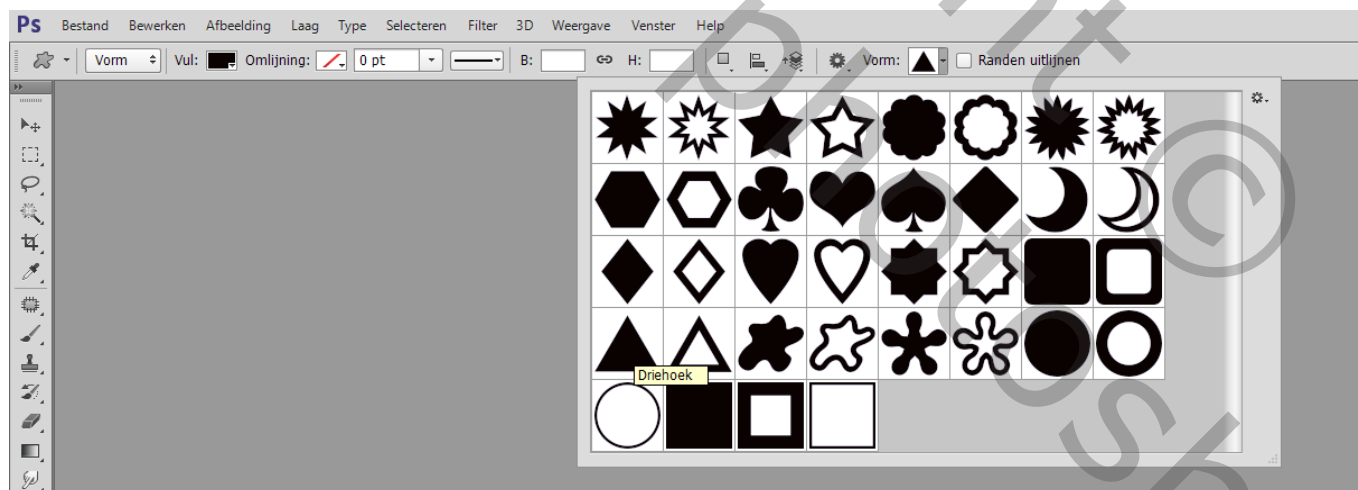 Ps Bestand Bewerken Afbeelding Laag Type Selecteren Filter 3D Weergave Venster Help
Vorm Vul: Omlijning: 0 pt B: H: Vorm: Randen uitlijnen
Driehoek